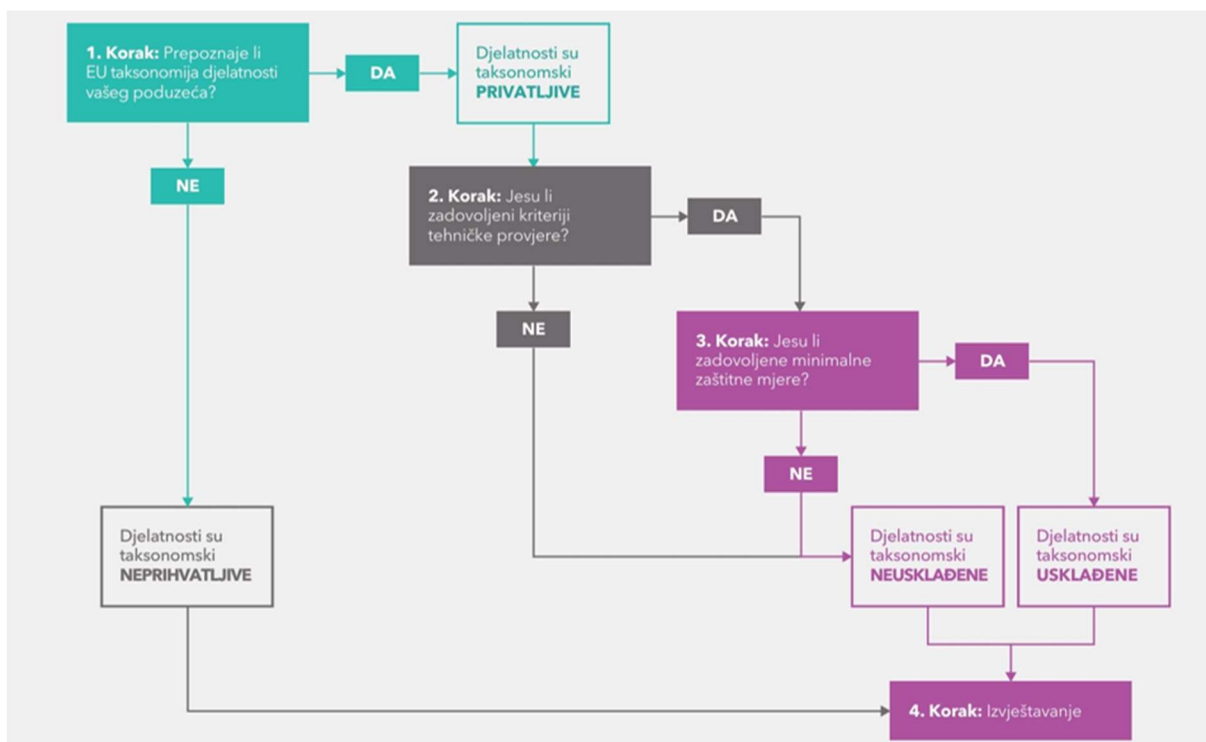 1. Korak: Prepoznaje li
EU taksonomija djelatnosti
vašeg poduzeća?
DA
Djelatnosti su
taksonomski
PRIVATLJIVE
NE
2. Korak: Jesu li
zadovoljeni kriteriji
tehničke provjere?
DA
NE
3. Korak: Jesu li
zadovoljene minimalne
zaštitne mjere?
DA
NE
Djelatnosti su
taksonomski
NEPRIHVATLJIVE
Djelatnosti su
taksonomski
NEUSKLAĐENE
Djelatnosti su
taksonomski
USKLAĐENE
4. Korak: Izvještavanje